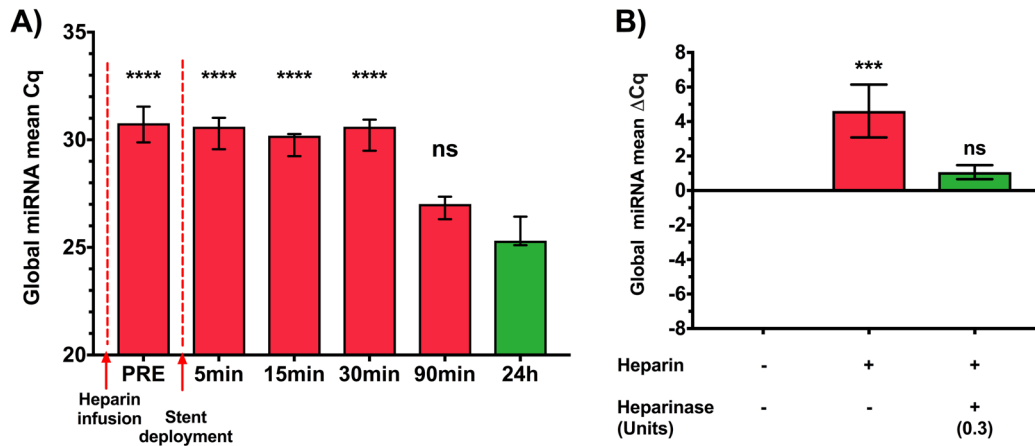 A)
Global miRNA mean Cq
35
30
25
20
**** **** **** **** ns
PRE 5min 15min 30min 90min 24h
Heparin
infusion
Stent
deployment
B)
Global miRNA mean ΔCq
8
6
4
2
0
-2
-4
-6
-8
*** ns
Heparin - + +
Heparinase - - +
(Units) (0.3)